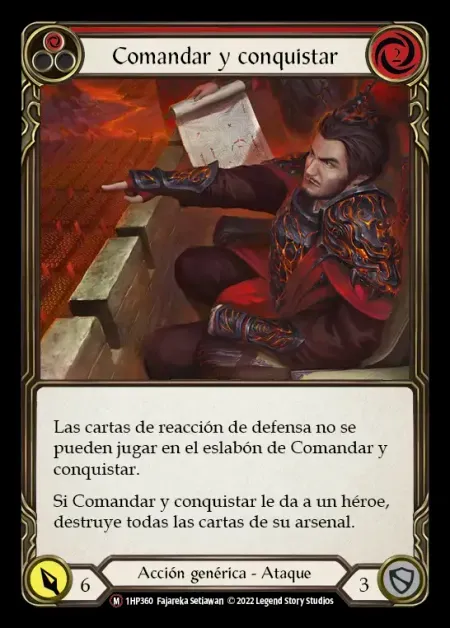 Comandar y conquistar
2
Las cartas de reacción de defensa no se
pueden jugar en el eslabón de Comandar y
conquistar.
Si Comandar y conquistar le da a un héroe,
destruye todas las cartas de su arsenal.
6
Acción genérica - Ataque
3
M 1HP360 Fajareka Setiawan © 2022 Legend Story Studios